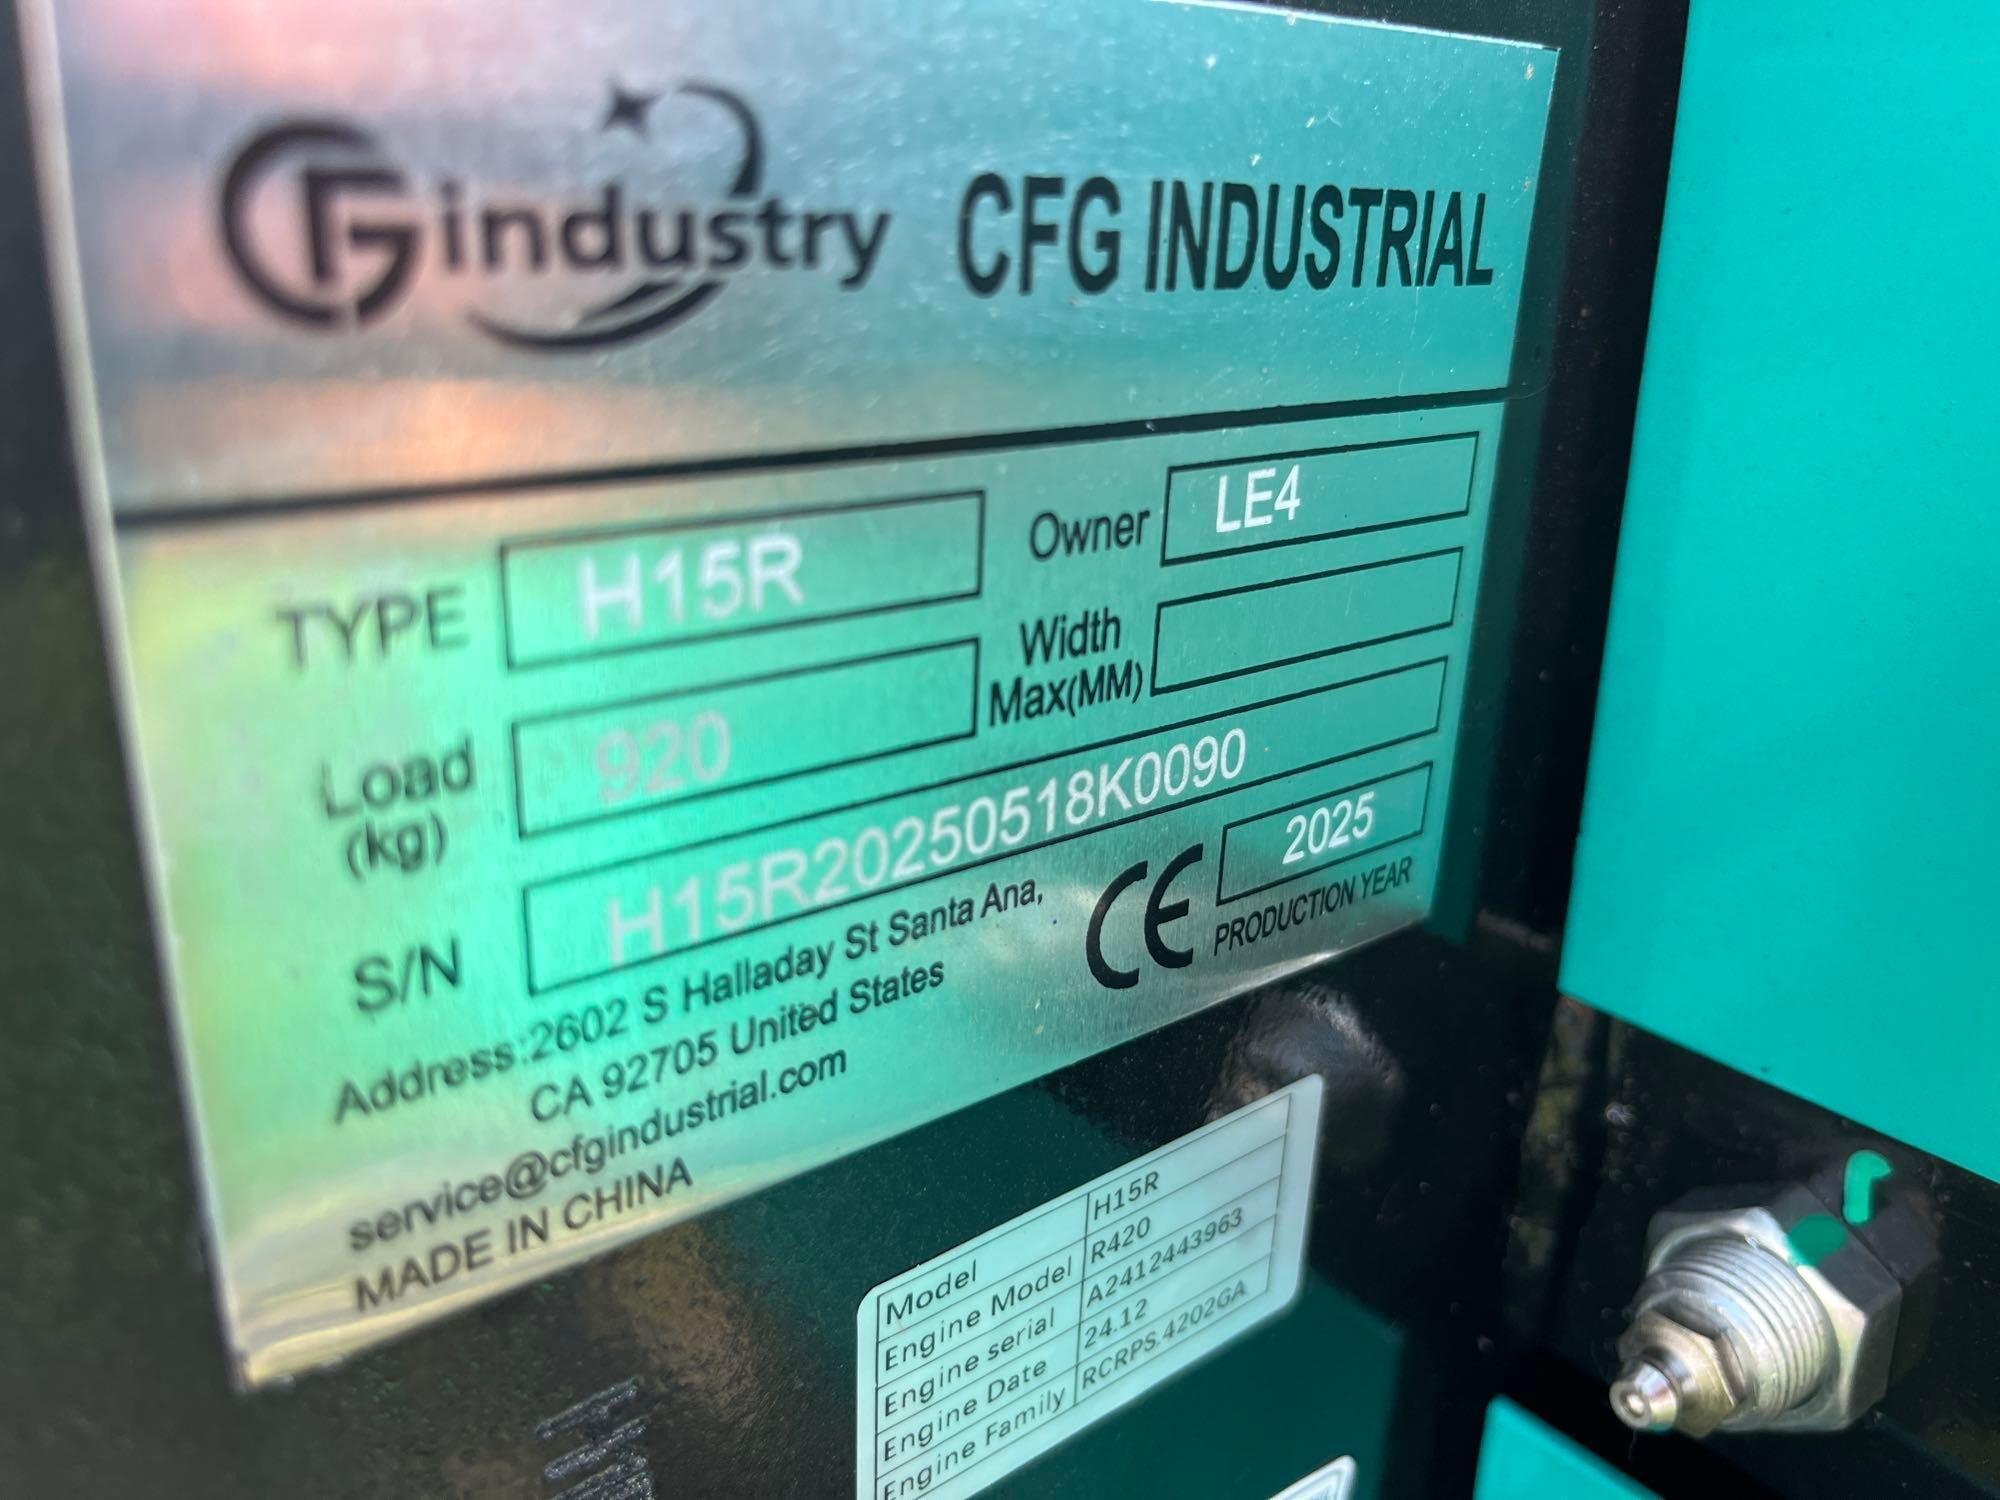 CFG industry CFG INDUSTRIAL
TYPE H15R Owner LE4
Load (kg) 920 Width Max(MM)
S/N H15R20250518K0090
Address:2602 S Halladay St Santa Ana,
CA 92705 United States
service@cfgindustrial.com
MADE IN CHINA
CE 2025
PRODUCTION YEAR
Model H15R
Engine Model R420
Engine serial A2412443963
Engine Date 24.12
Engine Family RCRPS.4202GA